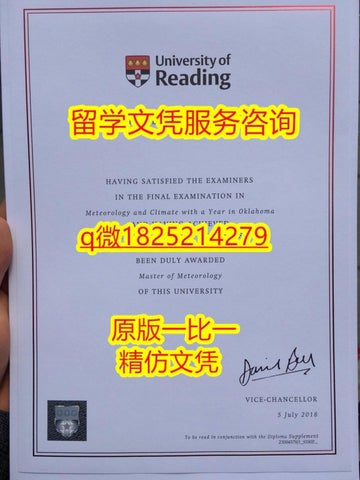 University of
Reading
留学文凭服务咨询
HAVING SATISFIED THE EXAMINERS
IN THE FINAL EXAMINATION IN
Meteorology and Climate with a Year in Oklahoma
AND HAVING ACHIEVED
q微1825214279
BEEN DULY AWARDED
Master of Meteorology
OF THIS UNIVERSITY
原版一比一
精仿文凭
VICE-CHANCELLOR
5 July 2018
To be read in conjunction with the Diploma Supplement